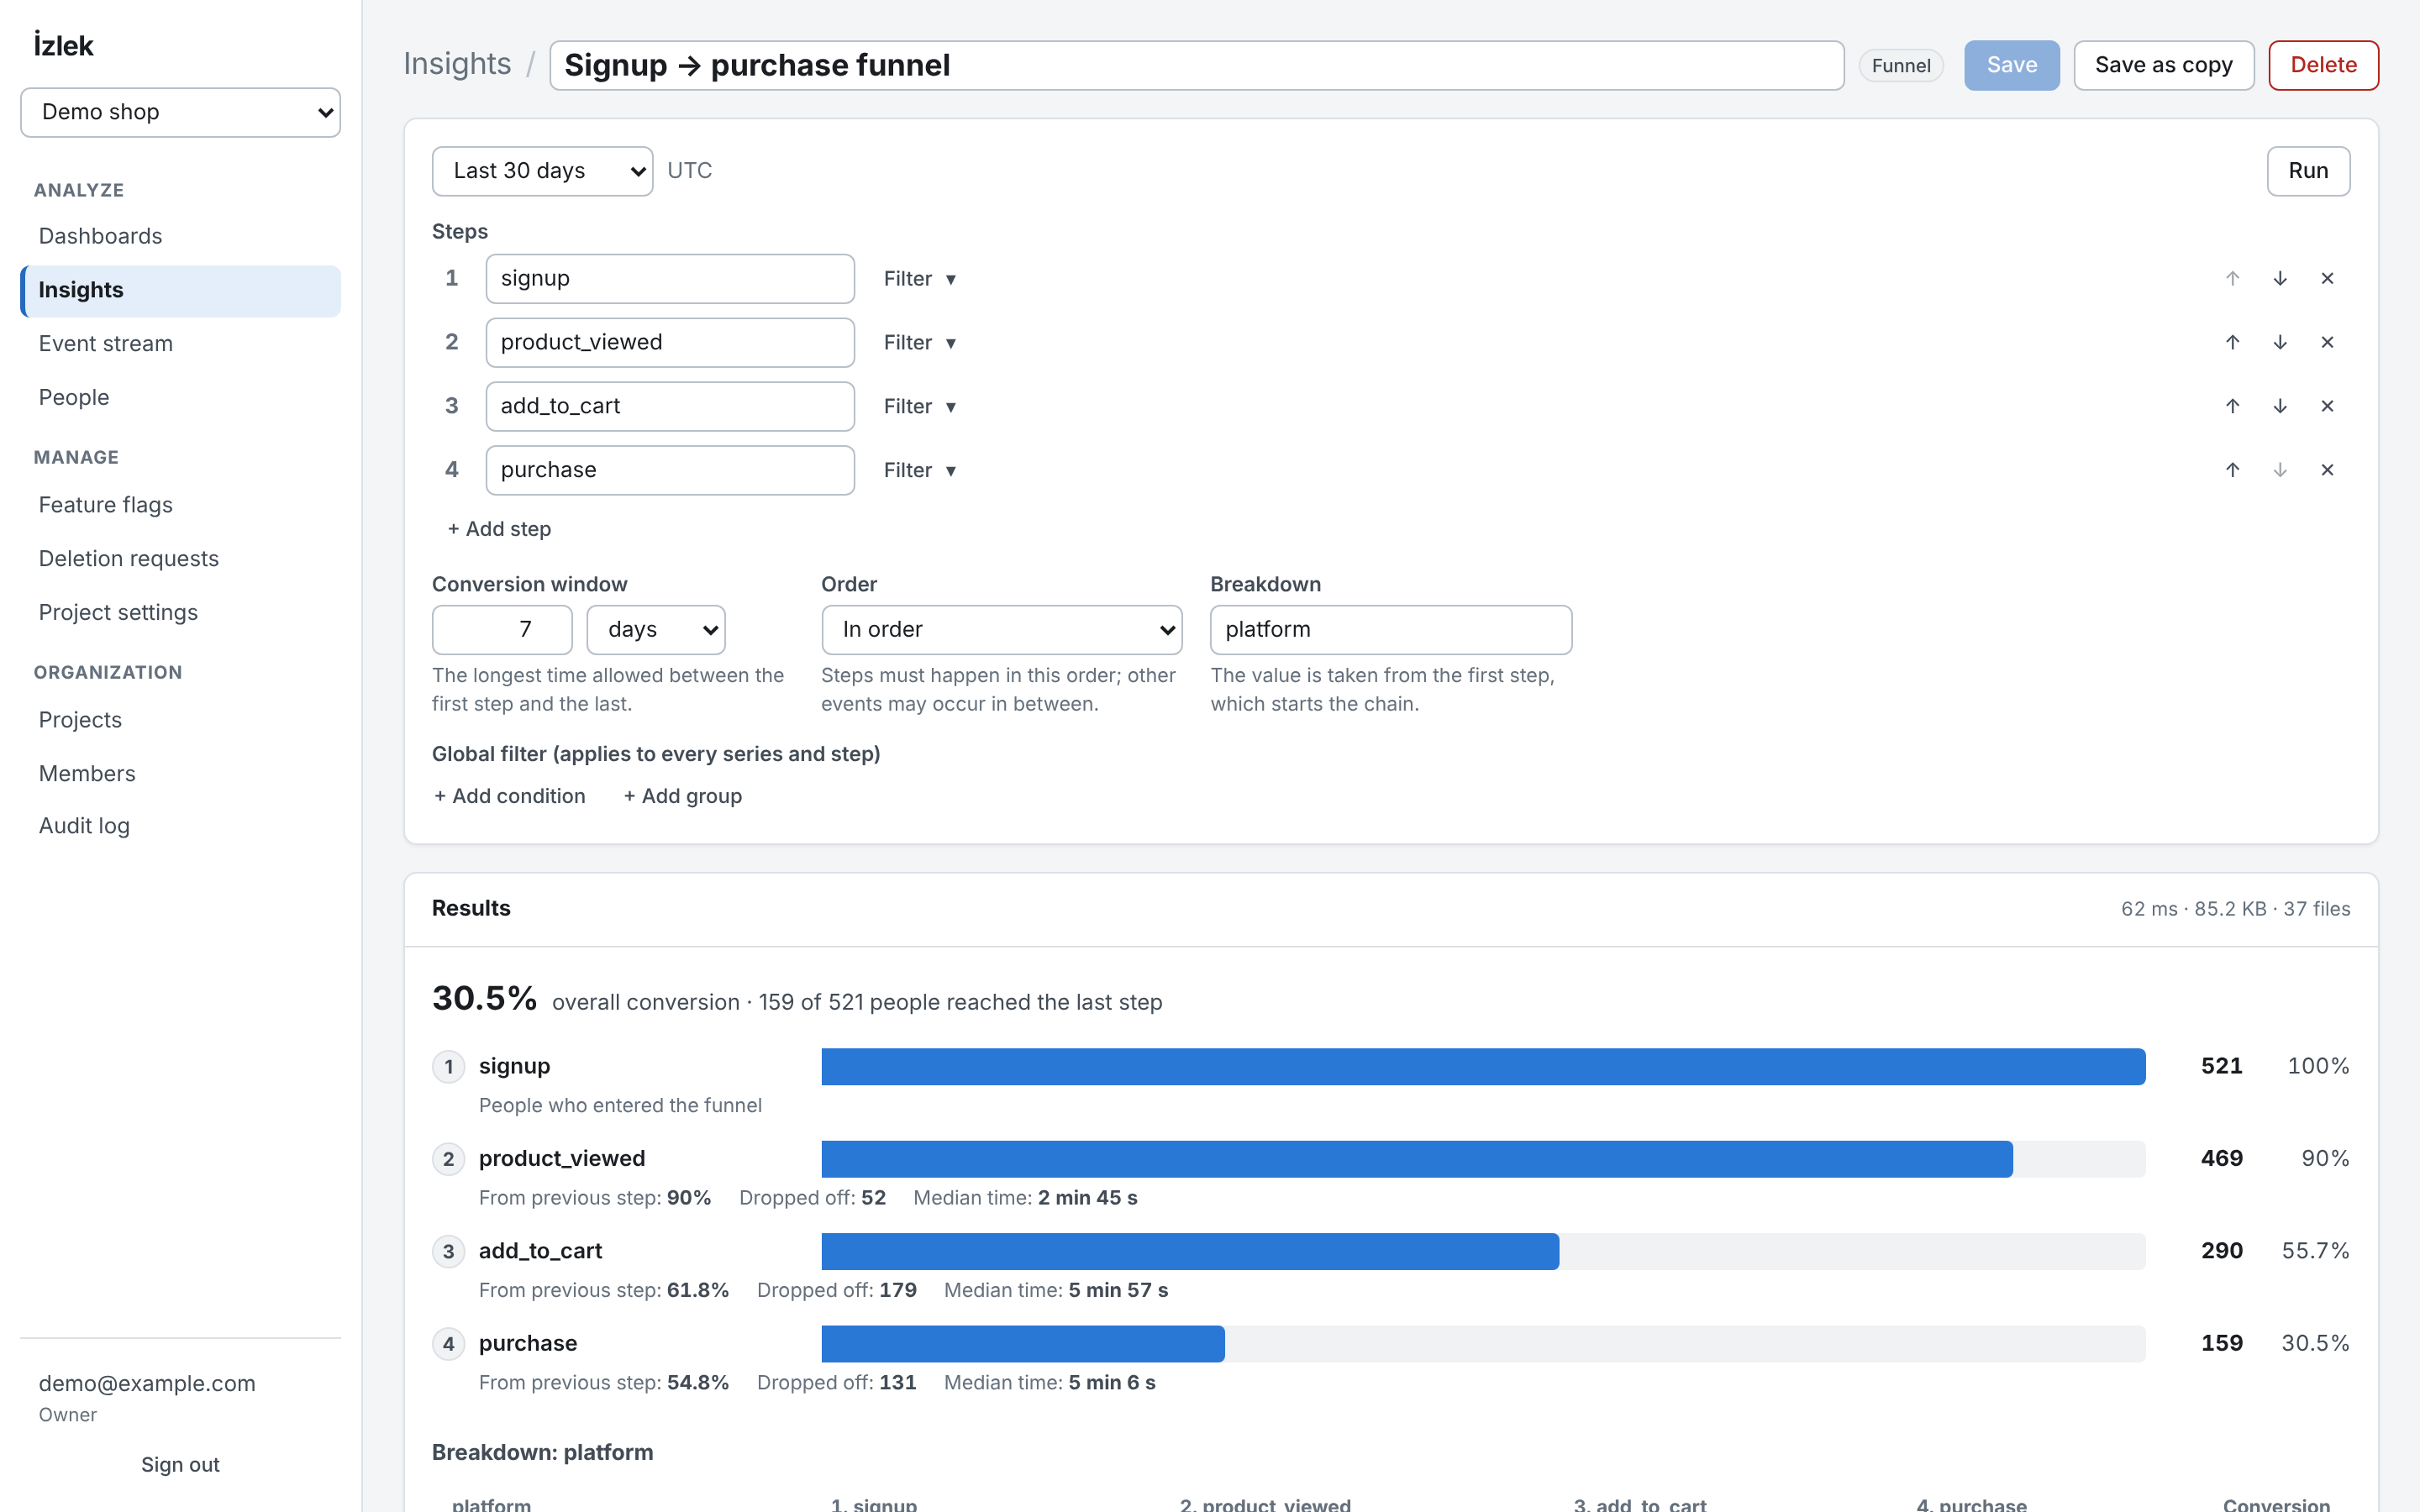 İzlek
Demo shop
ANALYZE
Dashboards
Insights
Event stream
People
MANAGE
Feature flags
Deletion requests
Project settings
ORGANIZATION
Projects
Members
Audit log
demo@example.com
Owner
Sign out
Insights / Signup → purchase funnel Funnel Save Save as copy Delete
Last 30 days UTC Run
Steps
1 signup Filter ▼ ↑ ↓ ×
2 product_viewed Filter ▼ ↑ ↓ ×
3 add_to_cart Filter ▼ ↑ ↓ ×
4 purchase Filter ▼ ↑ ↓ ×
+ Add step
Conversion window Order Breakdown
7 days In order platform
The longest time allowed between the Steps must happen in this order; other The value is taken from the first step,
first step and the last. events may occur in between. which starts the chain.
Global filter (applies to every series and step)
+ Add condition + Add group
Results 62 ms · 85.2 KB · 37 files
30.5% overall conversion · 159 of 521 people reached the last step
1 signup 521 100%
People who entered the funnel
2 product_viewed 469 90%
From previous step: 90% Dropped off: 52 Median time: 2 min 45 s
3 add_to_cart 290 55.7%
From previous step: 61.8% Dropped off: 179 Median time: 5 min 57 s
4 purchase 159 30.5%
From previous step: 54.8% Dropped off: 131 Median time: 5 min 6 s
Breakdown: platform
platform 1. signup 2. product_viewed 3. add_to_cart 4. purchase Conversion